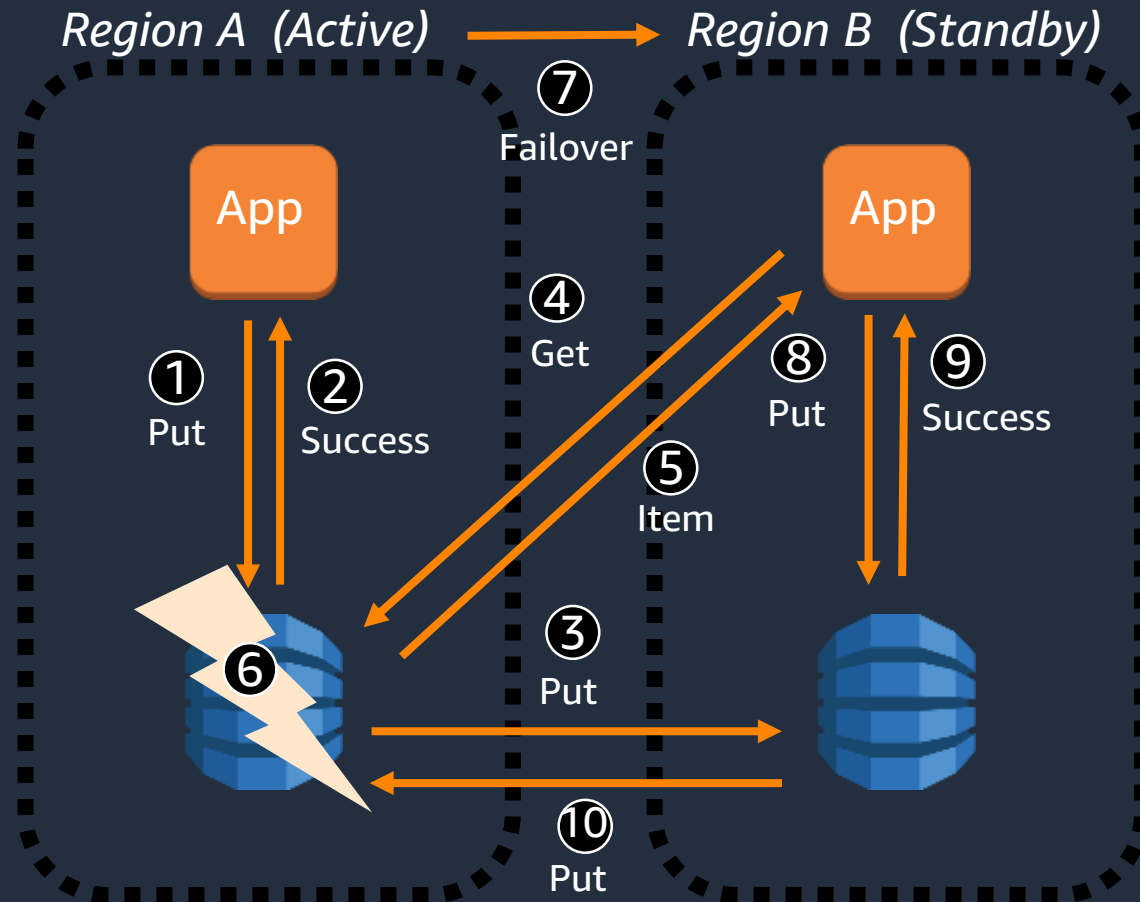 Region A (Active)
Region B (Standby)
7
Failover
App
App
4
Get
1
Put
2
Success
8
Put
9
Success
5
Item
3
Put
6
10
Put